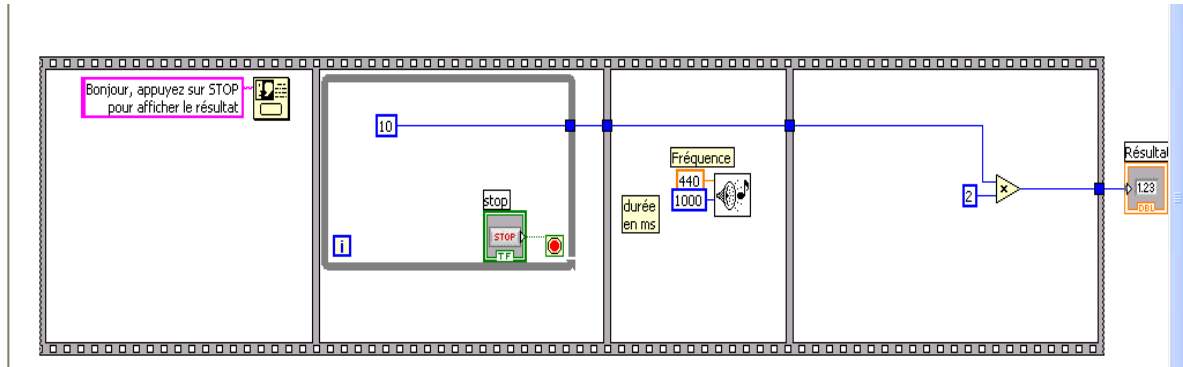 Bonjour, appuyez sur STOP
pour afficher le résultat
10
stop
STOP
TF
i
Fréquence
440
1000
durée
en ms
2
x
Résultat
1.23
DBL